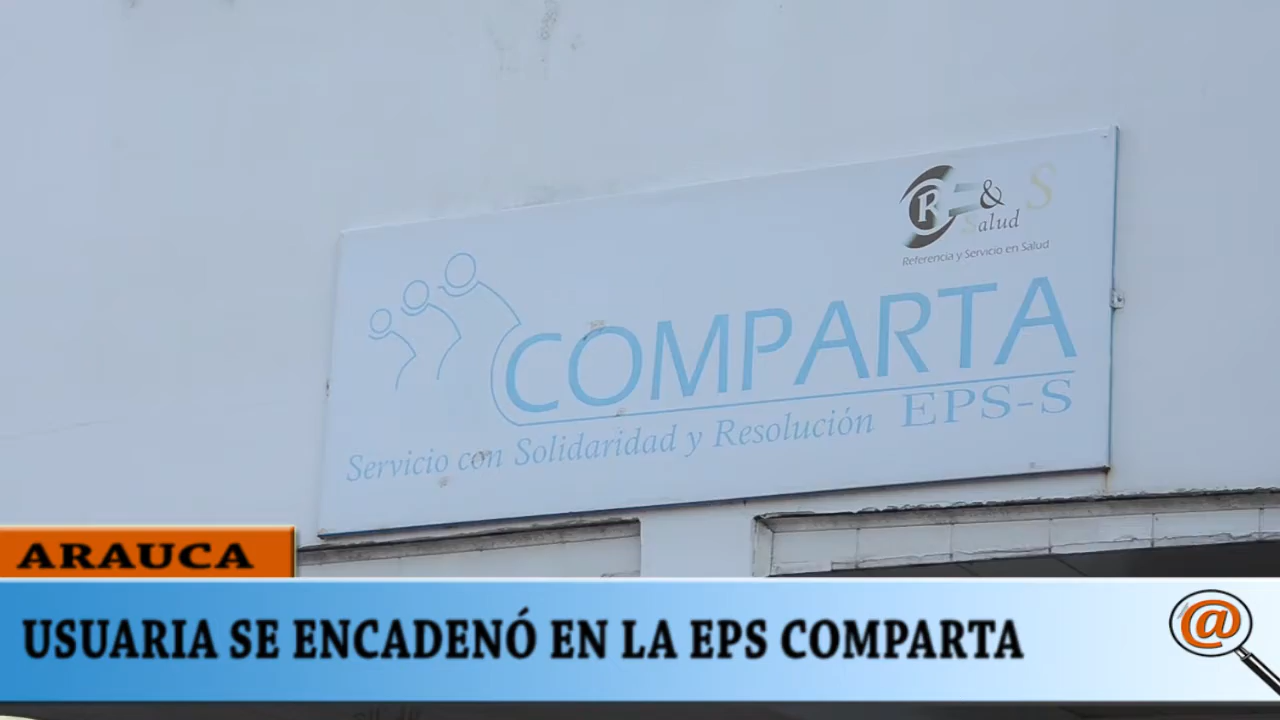 R & S
Salud
Referencia y Servicio en Salud
COMPARTA
EPS-S
Servicio con Solidaridad y Resolución
ARAUCA
USUARIA SE ENCADENÓ EN LA EPS COMPARTA
@